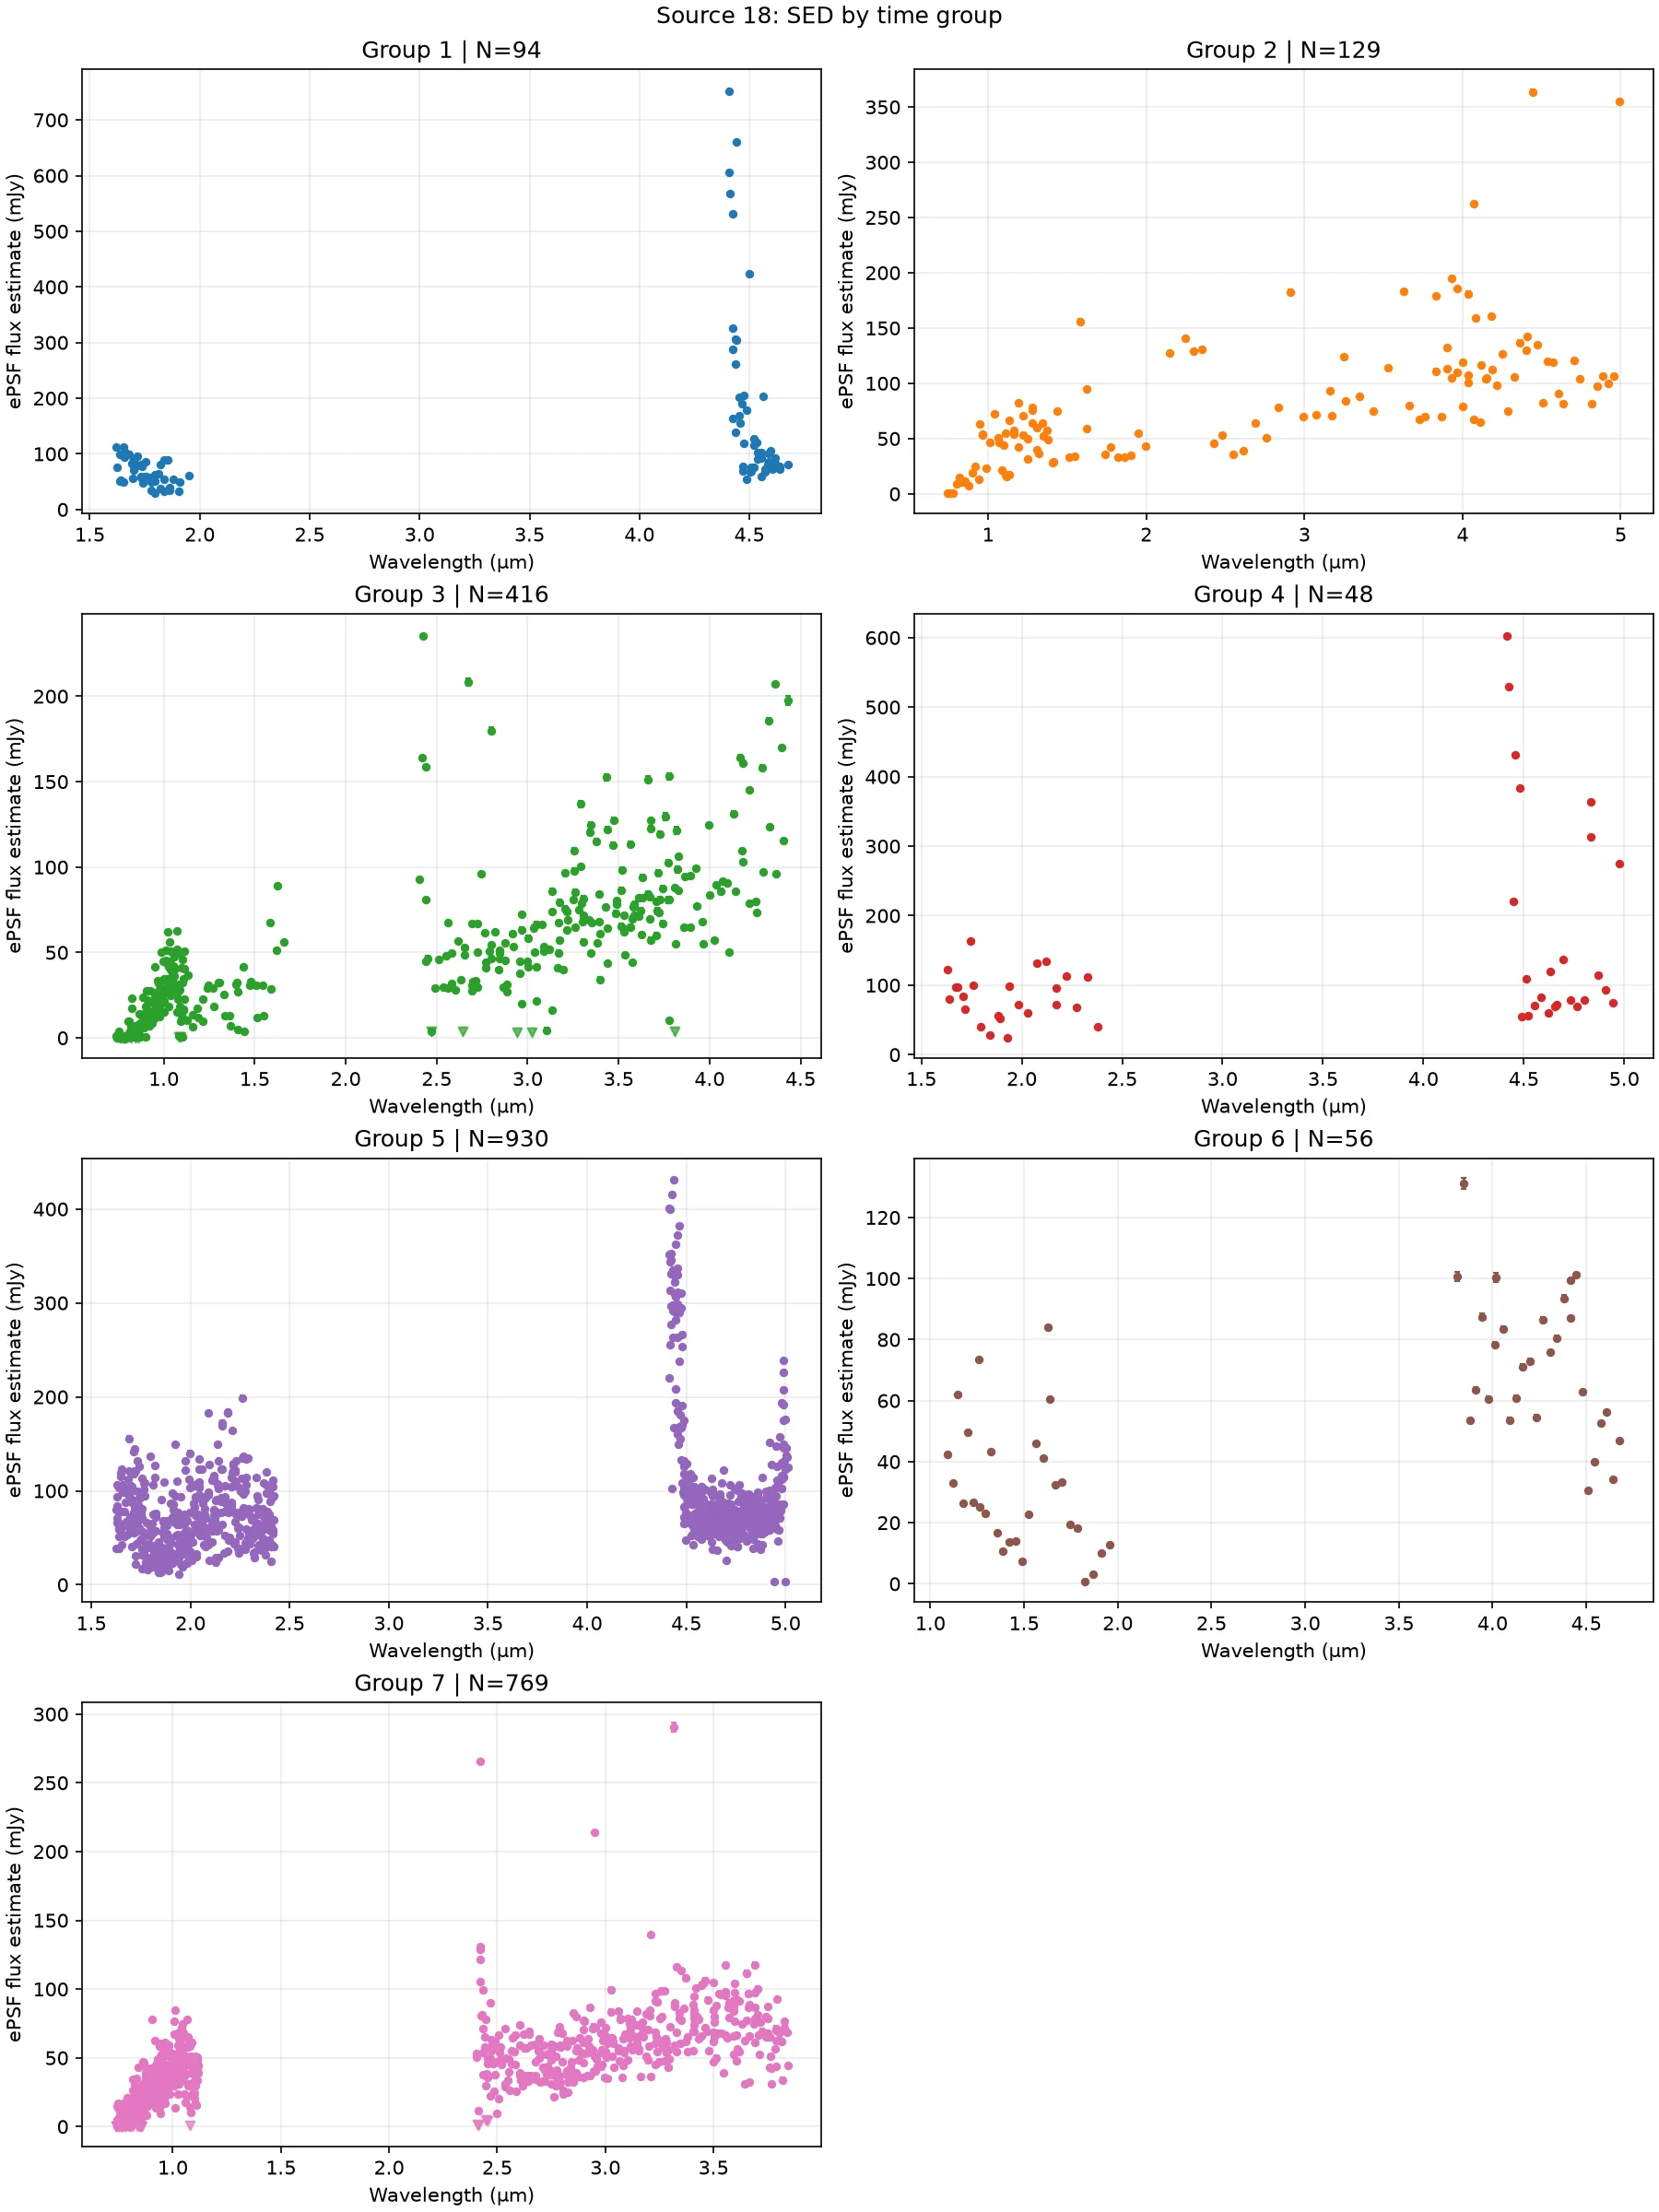 Source 18: SED by time group
Group 1 | N=94
700
600
500
400
300
200
100
0
ePSF flux estimate (mJy)
1.5 2.0 2.5 3.0 3.5 4.0 4.5
Wavelength (μm)
Group 2 | N=129
350
300
250
200
150
100
50
0
ePSF flux estimate (mJy)
1 2 3 4 5
Wavelength (μm)
Group 3 | N=416
200
150
100
50
0
ePSF flux estimate (mJy)
1.0 1.5 2.0 2.5 3.0 3.5 4.0 4.5
Wavelength (μm)
Group 4 | N=48
600
500
400
300
200
100
0
ePSF flux estimate (mJy)
1.5 2.0 2.5 3.0 3.5 4.0 4.5 5.0
Wavelength (μm)
Group 5 | N=930
400
300
200
100
0
ePSF flux estimate (mJy)
1.5 2.0 2.5 3.0 3.5 4.0 4.5 5.0
Wavelength (μm)
Group 6 | N=56
120
100
80
60
40
20
0
ePSF flux estimate (mJy)
1.0 1.5 2.0 2.5 3.0 3.5 4.0 4.5
Wavelength (μm)
Group 7 | N=769
300
250
200
150
100
50
0
ePSF flux estimate (mJy)
1.0 1.5 2.0 2.5 3.0 3.5
Wavelength (μm)